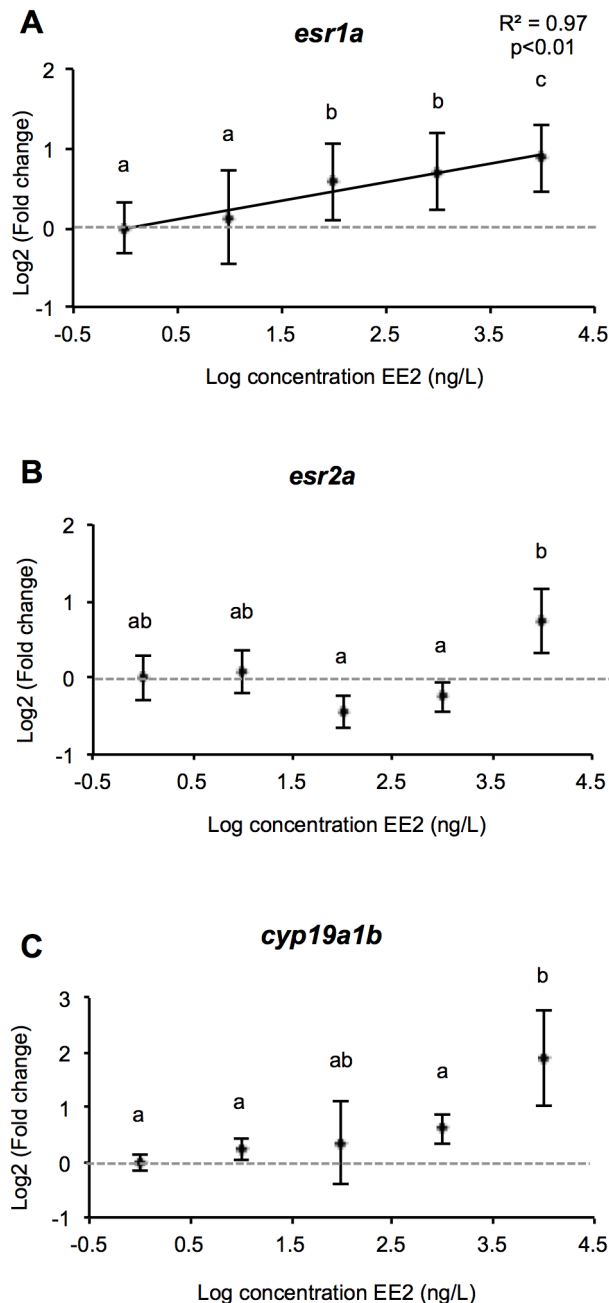 A
esr1a
R² = 0.97
p<0.01
a
a
b
b
c
2
1
0
-1
Log2 (Fold change)
-0.5
0.5
1.5
2.5
3.5
4.5
Log concentration EE2 (ng/L)
B
esr2a
ab
ab
a
a
b
2
1
0
-1
Log2 (Fold change)
-0.5
0.5
1.5
2.5
3.5
4.5
Log concentration EE2 (ng/L)
C
cyp19a1b
a
a
ab
a
b
3
2
1
0
-1
Log2 (Fold change)
-0.5
0.5
1.5
2.5
3.5
4.5
Log concentration EE2 (ng/L)